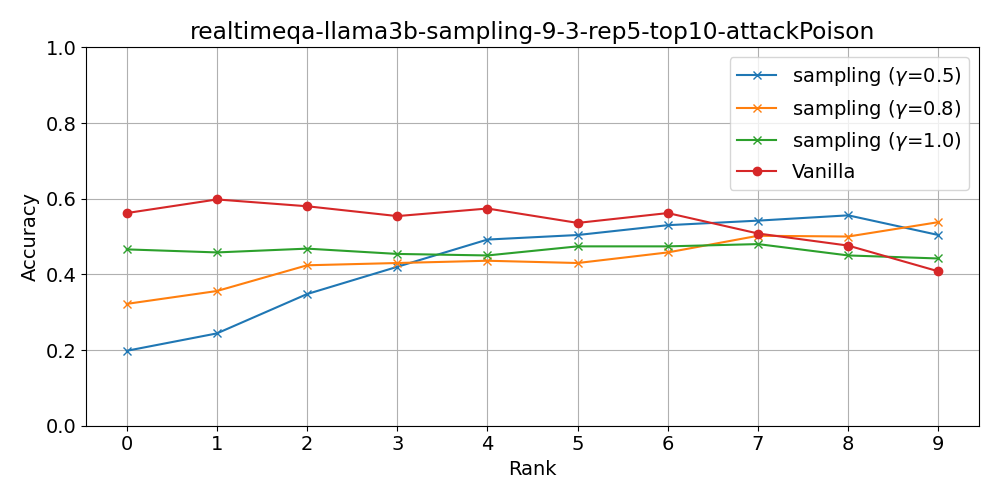 realtimeqa-llama3b-sampling-9-3-rep5-top10-attackPoison
1.0
0.8
0.6
0.4
0.2
0.0
Accuracy
sampling (γ=0.5)
sampling (γ=0.8)
sampling (γ=1.0)
Vanilla
0 1 2 3 4 5 6 7 8 9
Rank